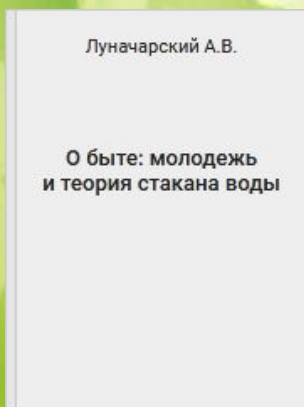 Луначарский А.В.
О быте: молодежь
и теория стакана воды